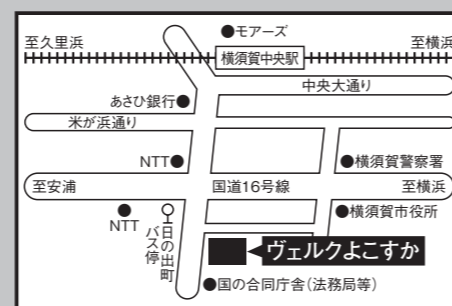 ●モアーズ
至久里浜
至横浜
横須賀中央駅
中央大通り
あさひ銀行●
米が浜通り
NTT●
●横須賀警察署
至安浦
国道16号線
至横浜
●
NTT
日の出町
バス停
●横須賀市役所
ヴェルクよこすか
●国の合同庁舎(法務局等)